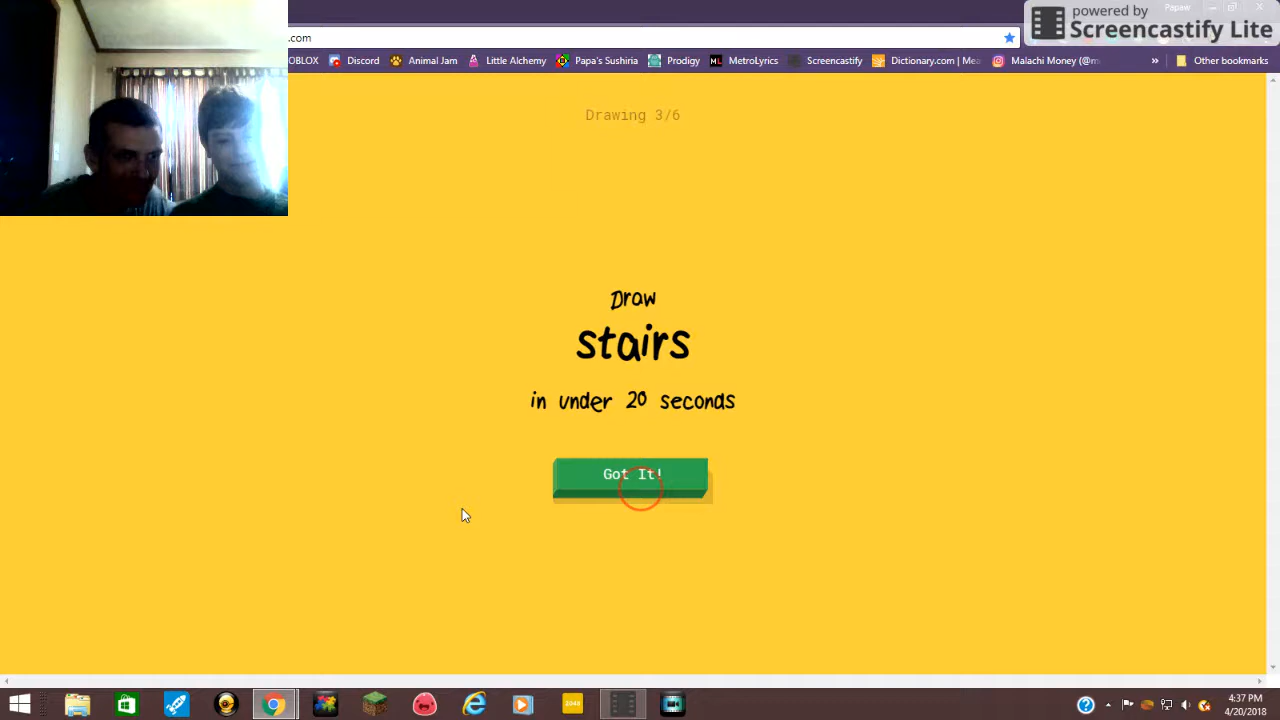 Papaw
powered by
Screencastify Lite
.com
OBLOX Discord Animal Jam Little Alchemy Papa's Sushiria Prodigy MetroLyrics Screencastify Dictionary.com | Mea Malachi Money (@m » Other bookmarks
Drawing 3/6
Draw
stairs
in under 20 seconds
Got It!
2048
4:37 PM
4/20/2018